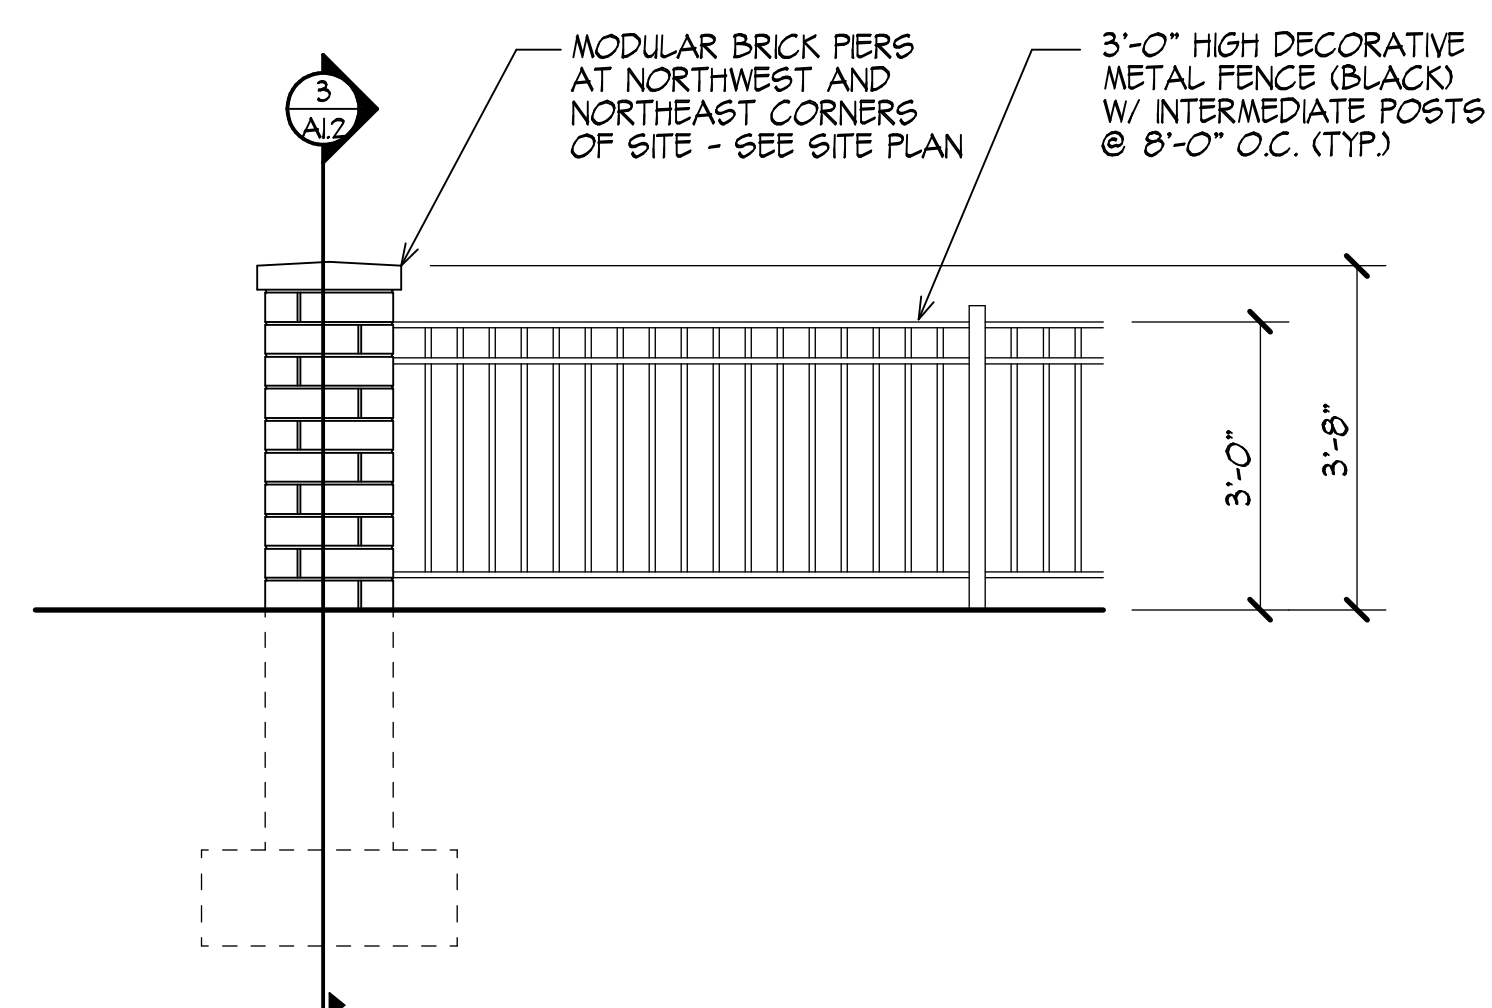 3
A1.2
MODULAR BRICK PIERS
AT NORTHWEST AND
NORTHEAST CORNERS
OF SITE - SEE SITE PLAN
3'-0" HIGH DECORATIVE
METAL FENCE (BLACK)
W/ INTERMEDIATE POSTS
@ 8'-0" O.C. (TYP.)
3'-0"
3'-8"